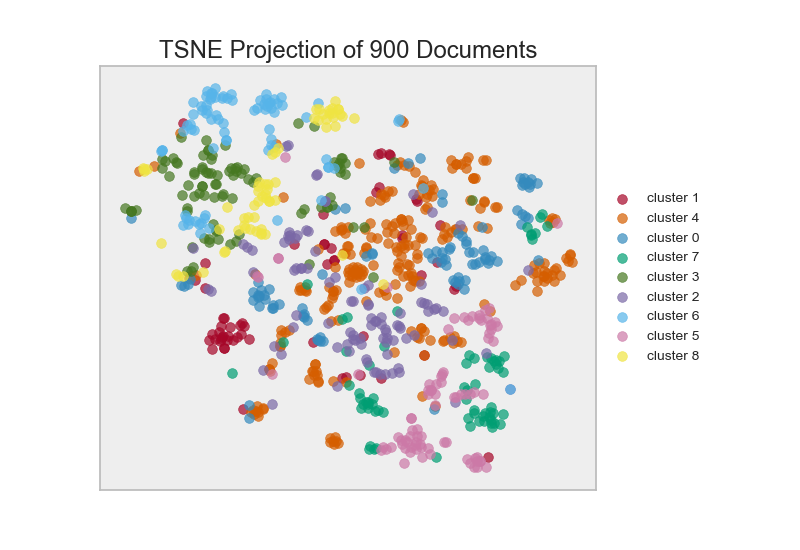 TSNE Projection of 900 Documents
cluster 1
cluster 4
cluster 0
cluster 7
cluster 3
cluster 2
cluster 6
cluster 5
cluster 8